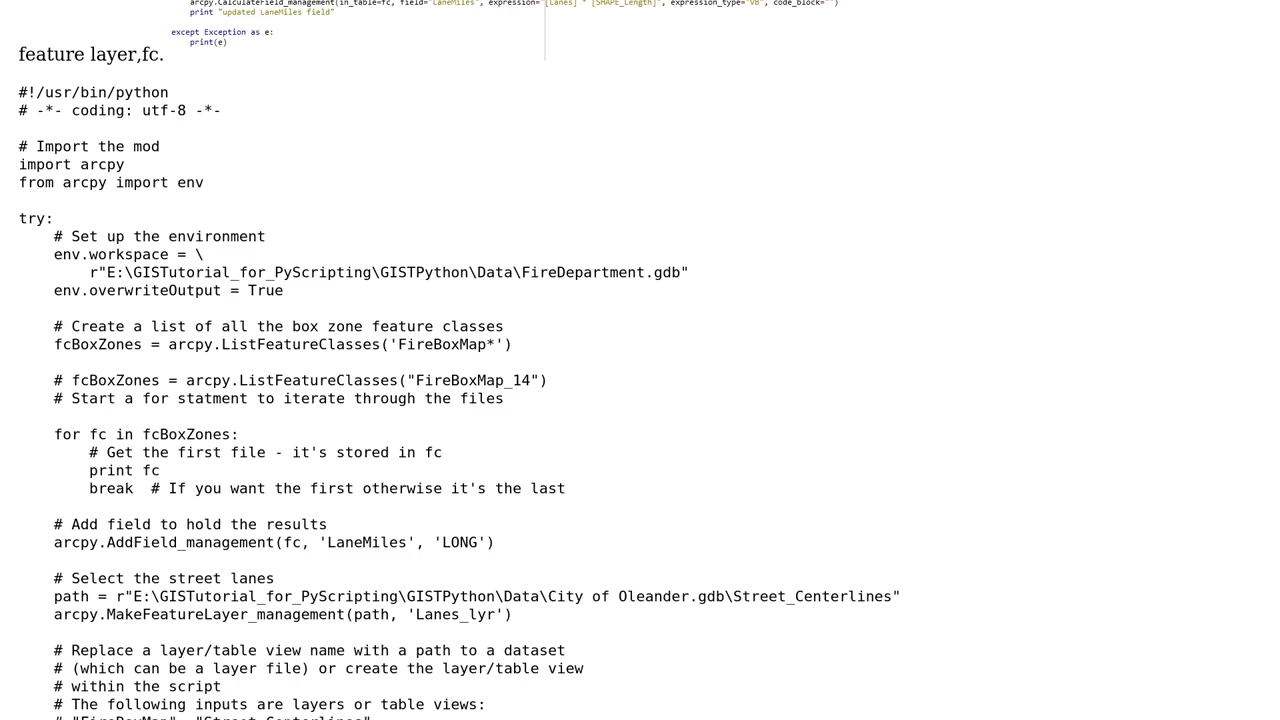 arcpy.CalculateField_management(in_table=fc, field="LaneMiles", expression="[Lanes] * [SHAPE_Length]", expression_type="VB", code_block="")
print "updated LaneMiles field"
except Exception as e:
print(e)
feature layer,fc.
#!/usr/bin/python
# -*- coding: utf-8 -*-
# Import the mod
import arcpy
from arcpy import env
try:
# Set up the environment
env.workspace = \
r"E:\GISTutorial_for_PyScripting\GISTPython\Data\FireDepartment.gdb"
env.overwriteOutput = True
# Create a list of all the box zone feature classes
fcBoxZones = arcpy.ListFeatureClasses('FireBoxMap*')
# fcBoxZones = arcpy.ListFeatureClasses("FireBoxMap_14")
# Start a for statment to iterate through the files
for fc in fcBoxZones:
# Get the first file - it's stored in fc
print fc
break  # If you want the first otherwise it's the last
# Add field to hold the results
arcpy.AddField_management(fc, 'LaneMiles', 'LONG')
# Select the street lanes
path = r"E:\GISTutorial_for_PyScripting\GISTPython\Data\City of Oleander.gdb\Street_Centerlines"
arcpy.MakeFeatureLayer_management(path, 'Lanes_lyr')
# Replace a layer/table view name with a path to a dataset
# (which can be a layer file) or create the layer/table view
# within the script
# The following inputs are layers or table views:
# "FireBoxMap", "Street_Centerlines"